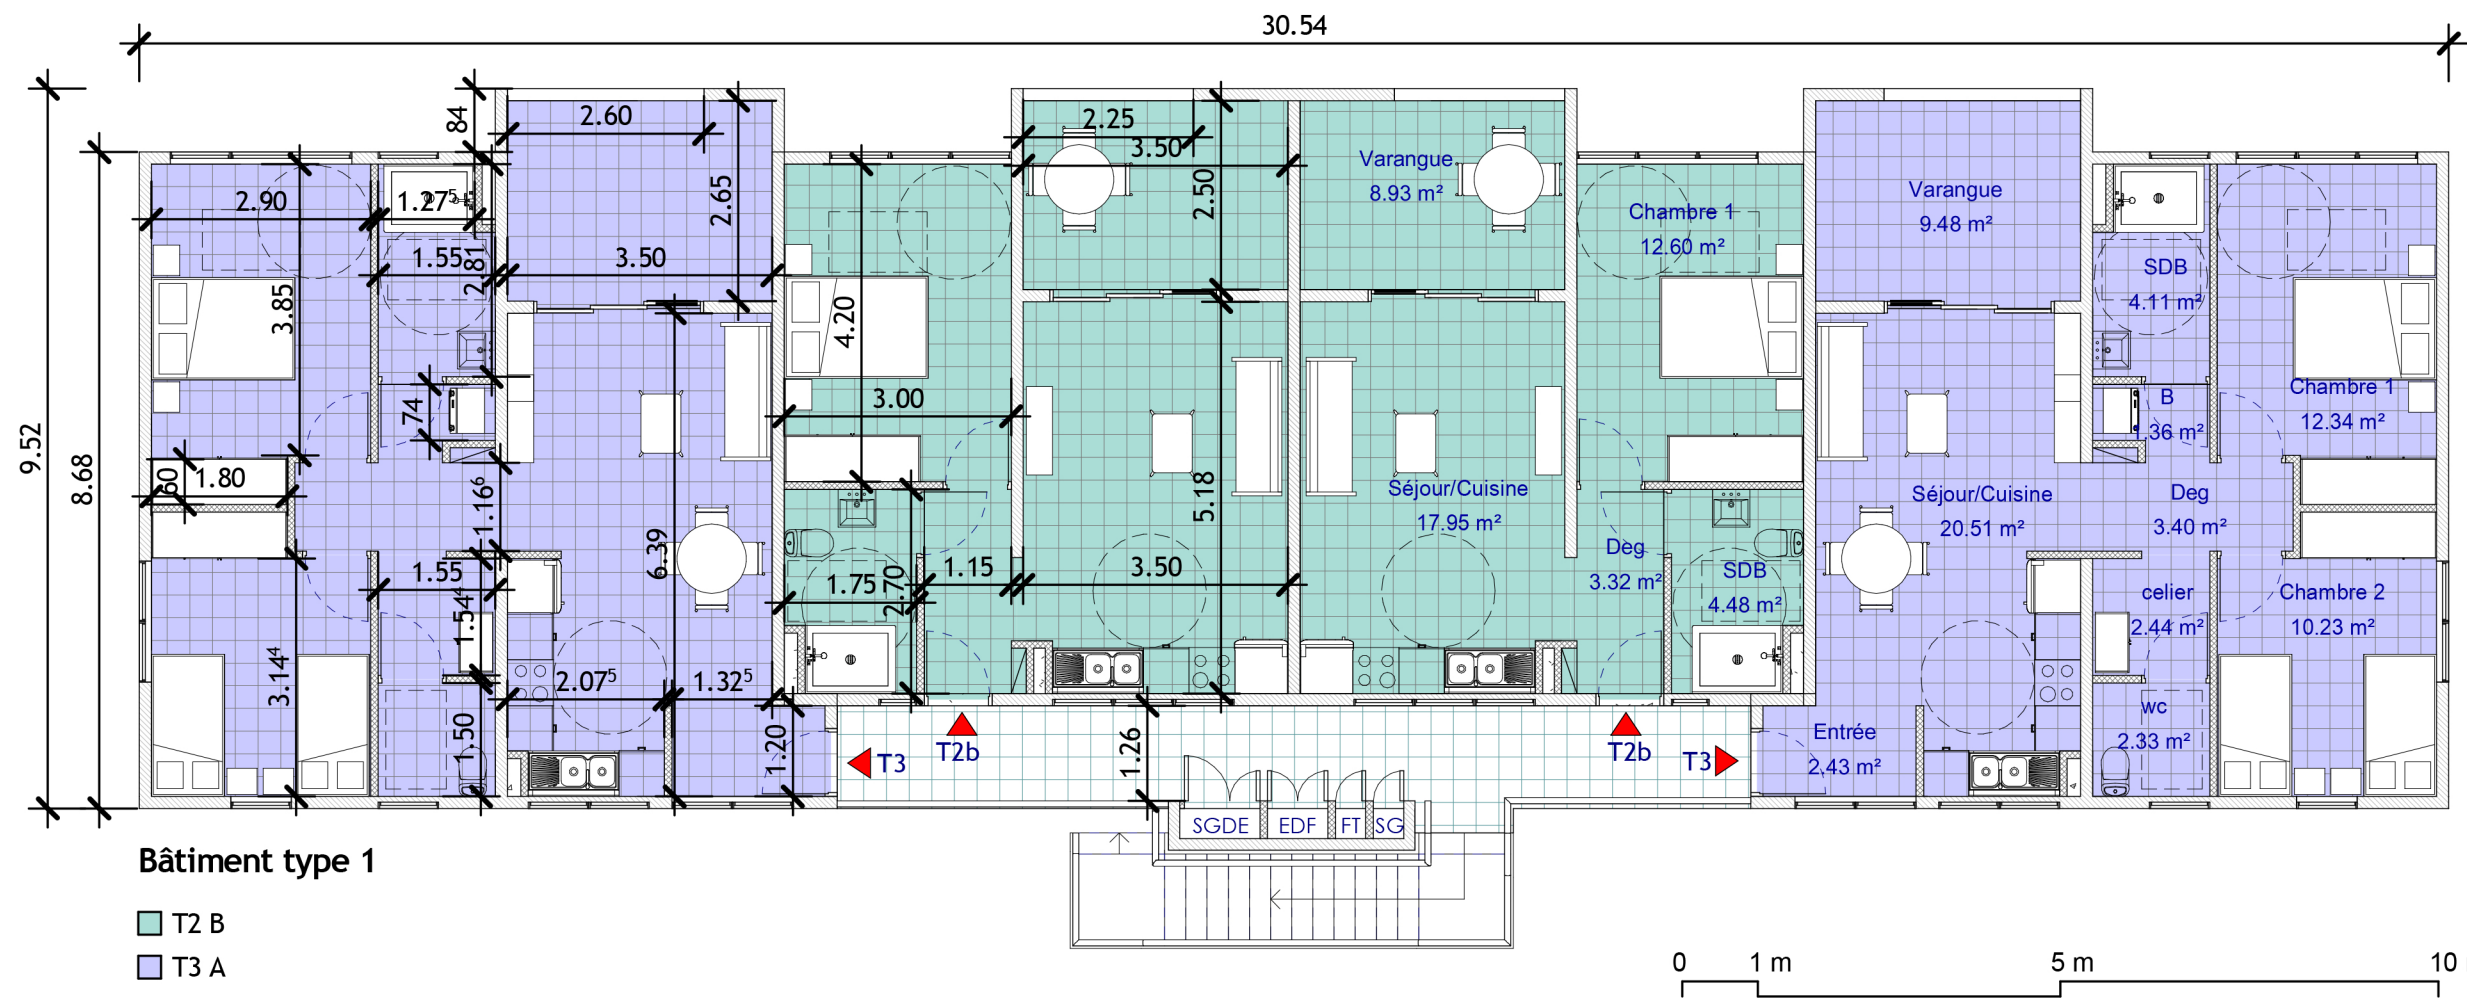 30.54
9.52
8.68
84
2.60
2.25
3.50
2.65
2.50
2.90
1.27⁵
1.55
2.81
3.50
3.85
4.20
3.00
74
60
1.80
1.16⁶
6.39
5.18
1.55
1.54⁴
3.14⁴
1.75
2.70
1.15
3.50
2.07⁵
1.32⁵
1.50
1.20
1.26
Varangue
8.93 m²
Chambre 1
12.60 m²
Séjour/Cuisine
17.95 m²
Deg
3.32 m²
SDB
4.48 m²
Varangue
9.48 m²
SDB
4.11 m²
B
1.36 m²
Chambre 1
12.34 m²
Séjour/Cuisine
20.51 m²
Deg
3.40 m²
celier
2.44 m²
Chambre 2
10.23 m²
wc
2.33 m²
Entrée
2.43 m²
T3
T2b
T2b
T3
SGDE
EDF
FT
SG
Bâtiment type 1
T2 B
T3 A
0
1 m
5 m
10